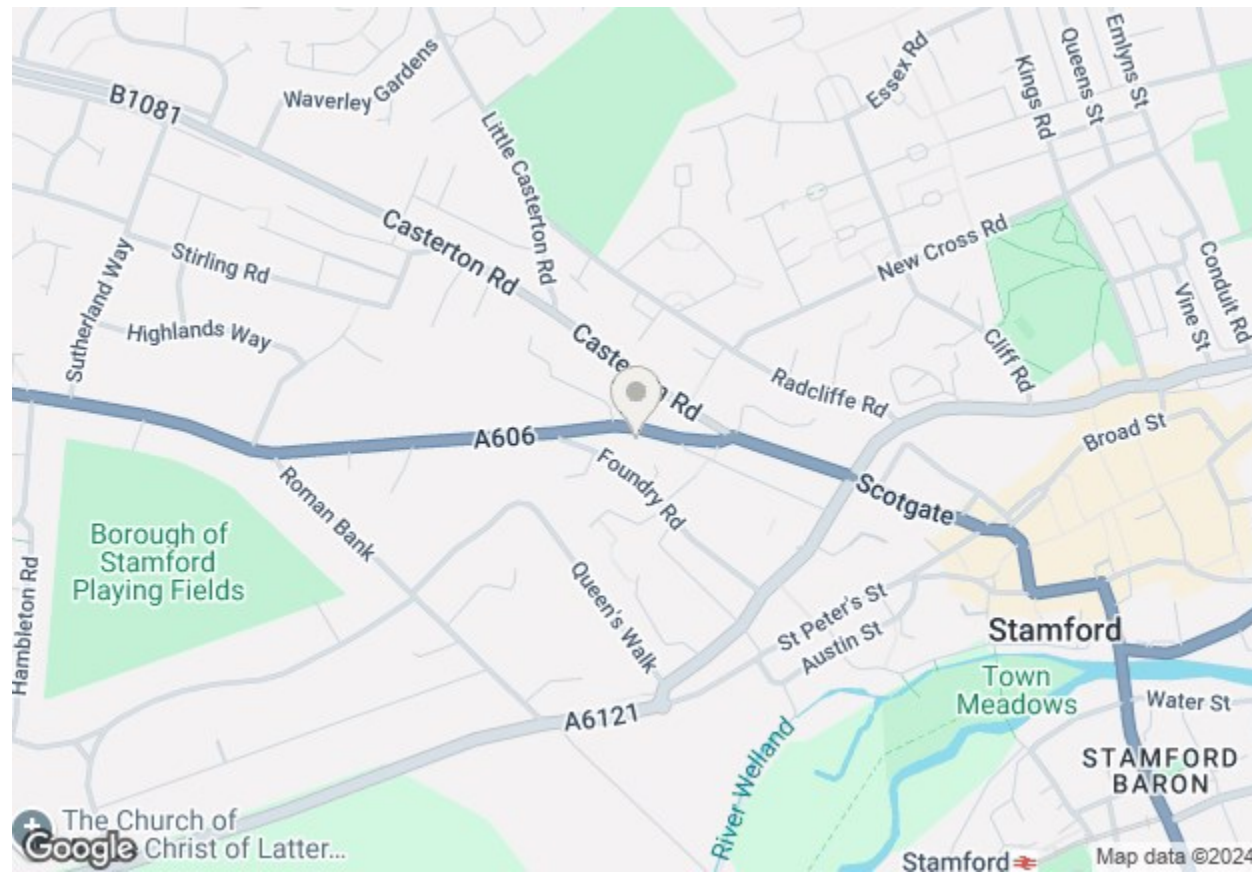 B1081
Waverley Gardens
Little Casterton Rd
Essex Rd
Kings Rd
Queens St
Emlyns St
Casterton Rd
Stirling Rd
Sutherland Way
Highlands Way
New Cross Rd
Conduit Rd
Vine St
Casterton Rd
Cliff Rd
Radcliffe Rd
Broad St
A606
Foundry Rd
Scotgate
Roman Bank
Borough of
Stamford
Playing Fields
Hambleton Rd
Queen's Walk
St Peter's St
Austin St
Stamford
Town
Meadows
Water St
A6121
River Welland
STAMFORD
BARON
The Church of
Christ of Latter...
Google
Stamford
Map data ©2024